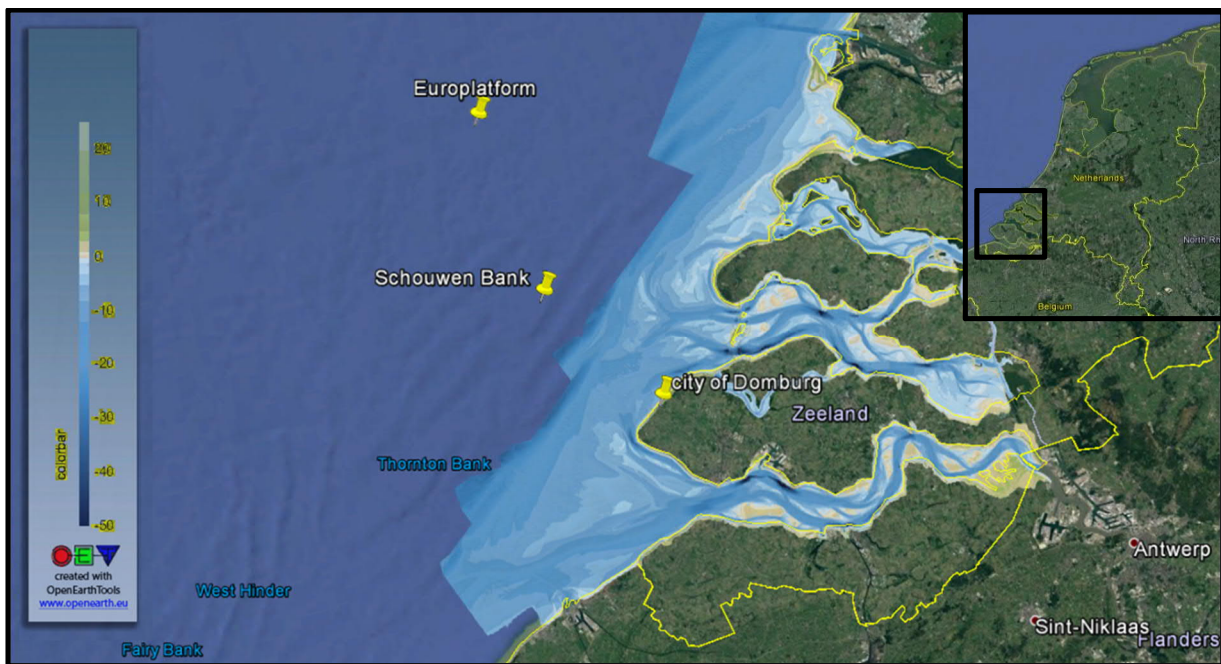 Europlatform
Schouwen Bank
city of Domburg
Zeeland
Thornton Bank
West Hinder
Fairy Bank
Antwerp
Sint-Niklaas
Flanders
Netherlands
North Rh
Belgium
20
10
0
-10
-20
-30
-40
-50
colorbar
OET
created with
OpenEarthTools
www.openearth.eu